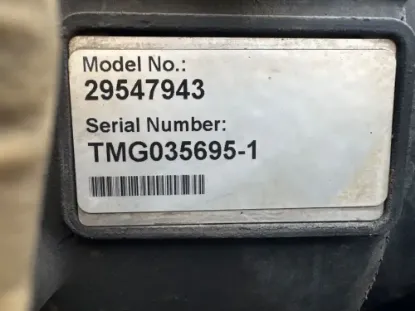 Model No.:
29547943
Serial Number:
TMG035695-1